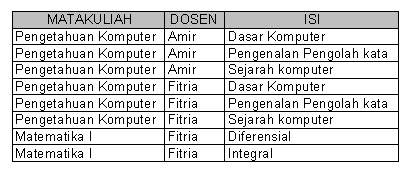 MATAKULIAH DOSEN ISI
Pengetahuan Komputer Amir Dasar Komputer
Pengetahuan Komputer Amir Pengenalan Pengolah kata
Pengetahuan Komputer Amir Sejarah komputer
Pengetahuan Komputer Fitria Dasar Komputer
Pengetahuan Komputer Fitria Pengenalan Pengolah kata
Pengetahuan Komputer Fitria Sejarah komputer
Matematika I Fitria Diferensial
Matematika I Fitria Integral